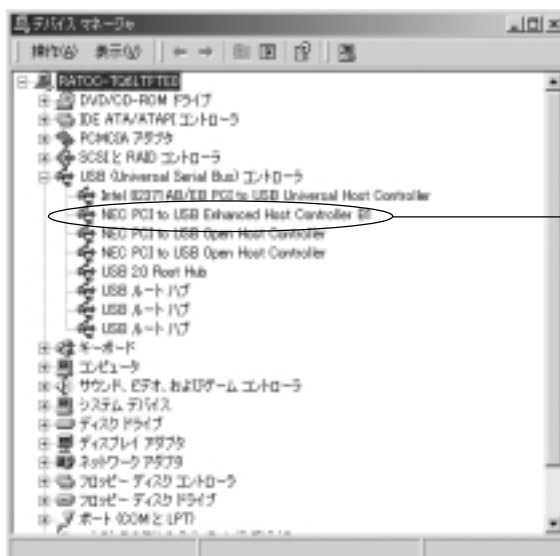 デバイス マネージャ
操作(A) 表示(V)
DVD/CD-ROM ドライブ
IDE ATA/ATAPI コントローラ
PCMCIA アダプタ
SCSI と RAID コントローラ
USB (Universal Serial Bus) コントローラ
Intel 82371AB/EB PCI to USB Universal Host Controller
NEC PCI to USB Enhanced Host Controller B1
NEC PCI to USB Open Host Controller
NEC PCI to USB Open Host Controller
USB 2.0 Root Hub
USB ルート ハブ
USB ルート ハブ
USB ルート ハブ
キーボード
コンピュータ
サウンド、ビデオ、およびゲーム コントローラ
システム デバイス
ディスク ドライブ
ディスプレイ アダプタ
ネットワーク アダプタ
フロッピー ディスク コントローラ
フロッピー ディスク ドライブ
ポート (COM と LPT)